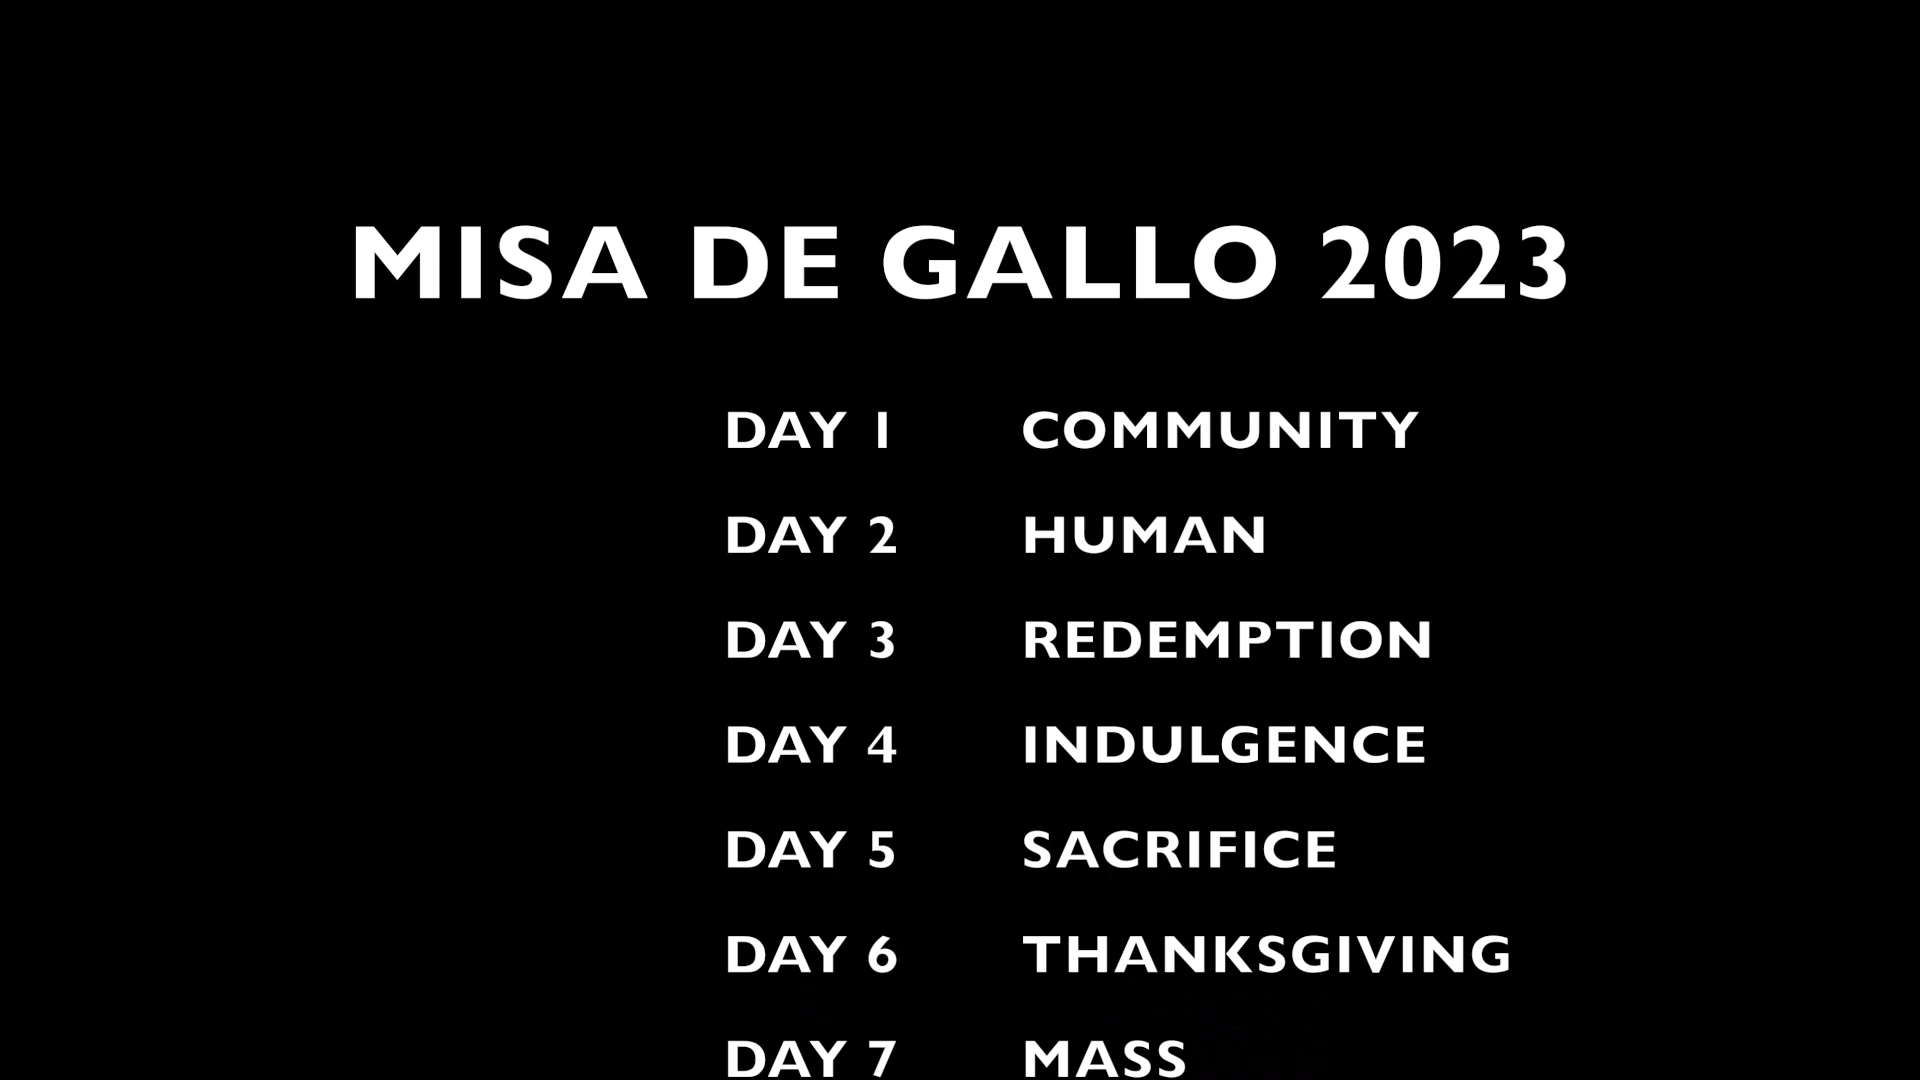 MISA DE GALLO 2023
DAY 1 COMMUNITY
DAY 2 HUMAN
DAY 3 REDEMPTION
DAY 4 INDULGENCE
DAY 5 SACRIFICE
DAY 6 THANKSGIVING
DAY 7 MASS